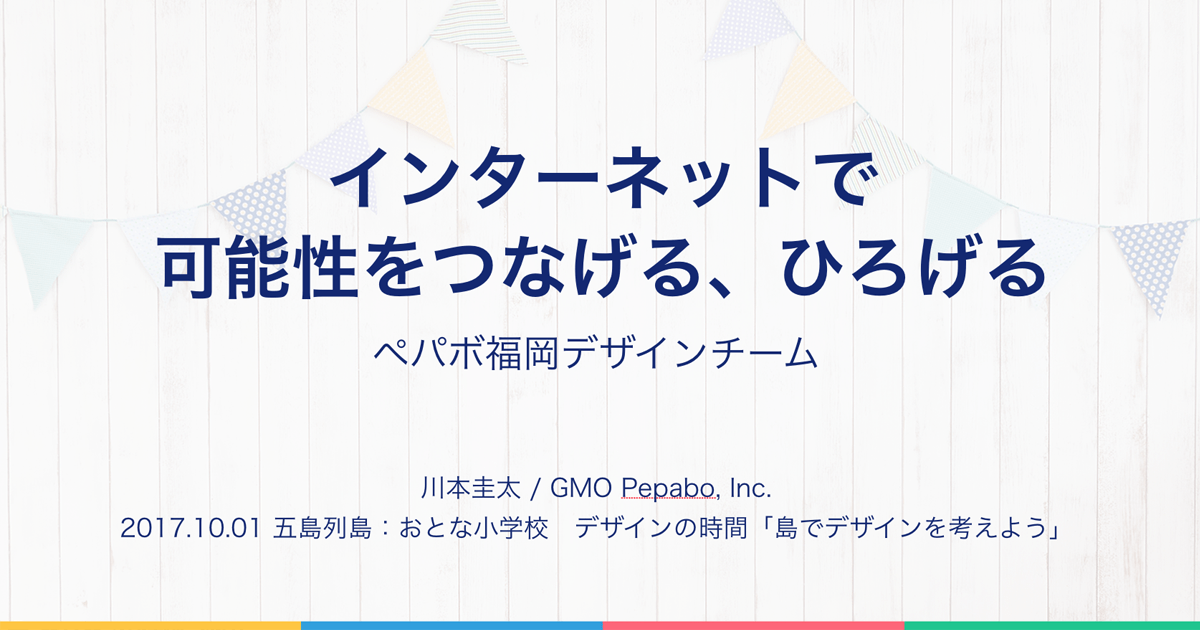 インターネットで
可能性をつなげる、ひろげる
ペパボ福岡デザインチーム
川本圭太 / GMO Pepabo, Inc.
2017.10.01 五島列島：おとな小学校　デザインの時間「島でデザインを考えよう」